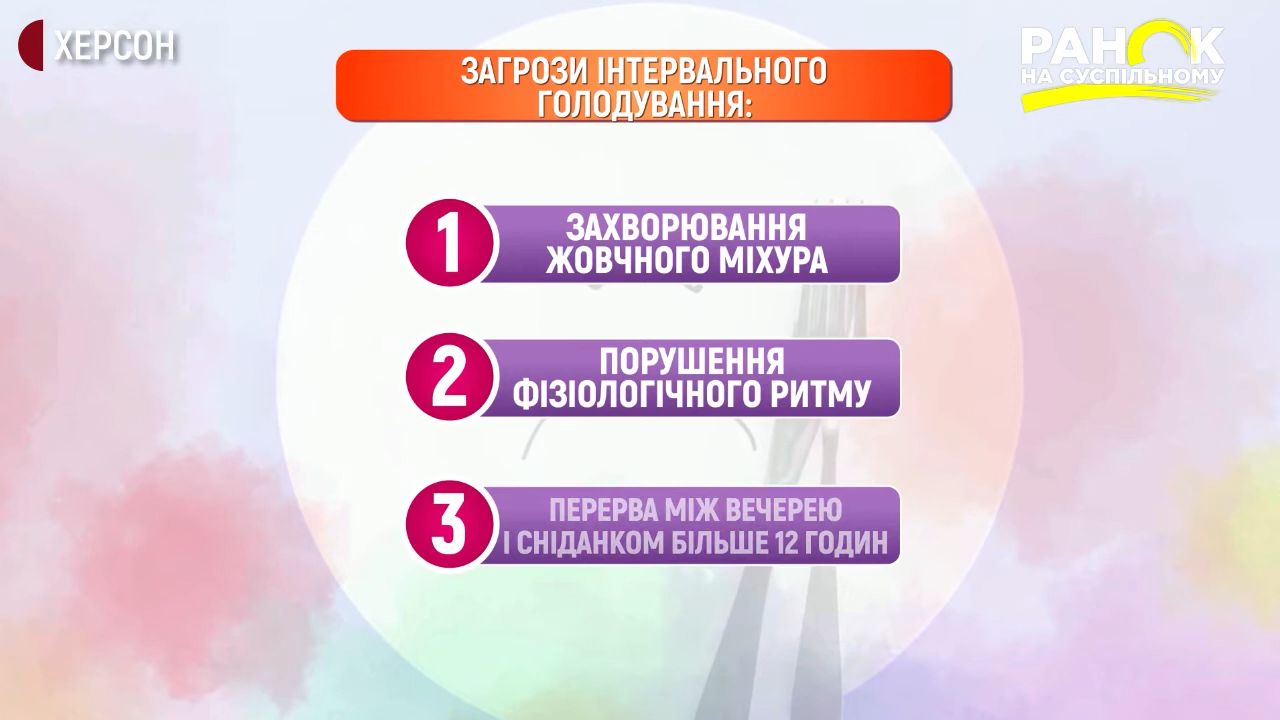 ХЕРСОН
РАНОК
НА СУСПІЛЬНОМУ
ЗАГРОЗИ ІНТЕРВАЛЬНОГО
ГОЛОДУВАННЯ:
1
ЗАХВОРЮВАННЯ
ЖОВЧНОГО МІХУРА
2
ПОРУШЕННЯ
ФІЗІОЛОГІЧНОГО РИТМУ
3
ПЕРЕРВА МІЖ ВЕЧЕРЕЮ
І СНІДАНКОМ БІЛЬШЕ 12 ГОДИН